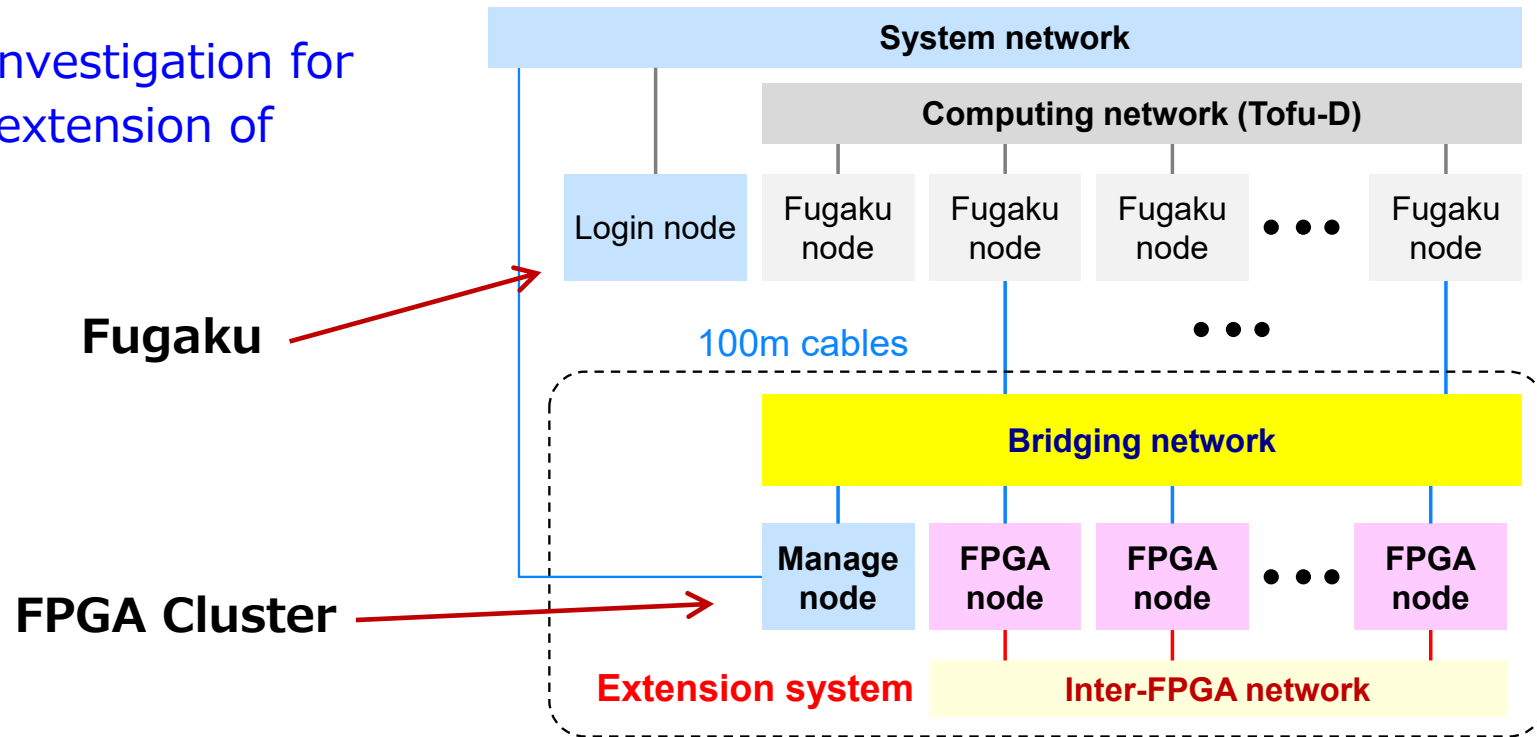 nvestigation for
extension of
System network
Computing network (Tofu-D)
Login node
Fugaku
node
Fugaku
node
Fugaku
node
Fugaku
node
Fugaku
100m cables
Bridging network
Manage
node
FPGA
node
FPGA
node
FPGA
node
FPGA Cluster
Extension system
Inter-FPGA network